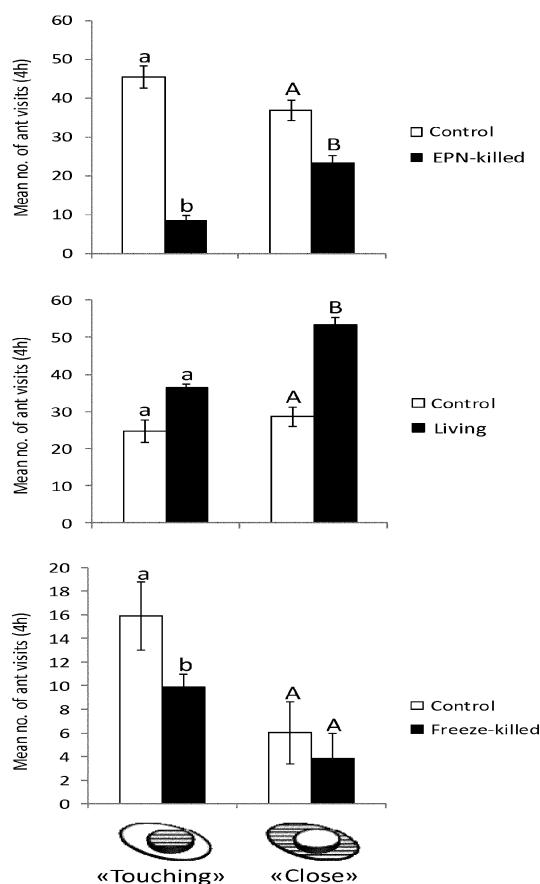 Mean no. of ant visits (4h)
60
50
40
30
20
10
0
a
b
A
B
Control
EPN-killed
Mean no. of ant visits (4h)
60
50
40
30
20
10
0
a
a
A
B
Control
Living
Mean no. of ant visits (4h)
20
18
16
14
12
10
8
6
4
2
0
a
b
A
A
Control
Freeze-killed
«Touching» «Close»